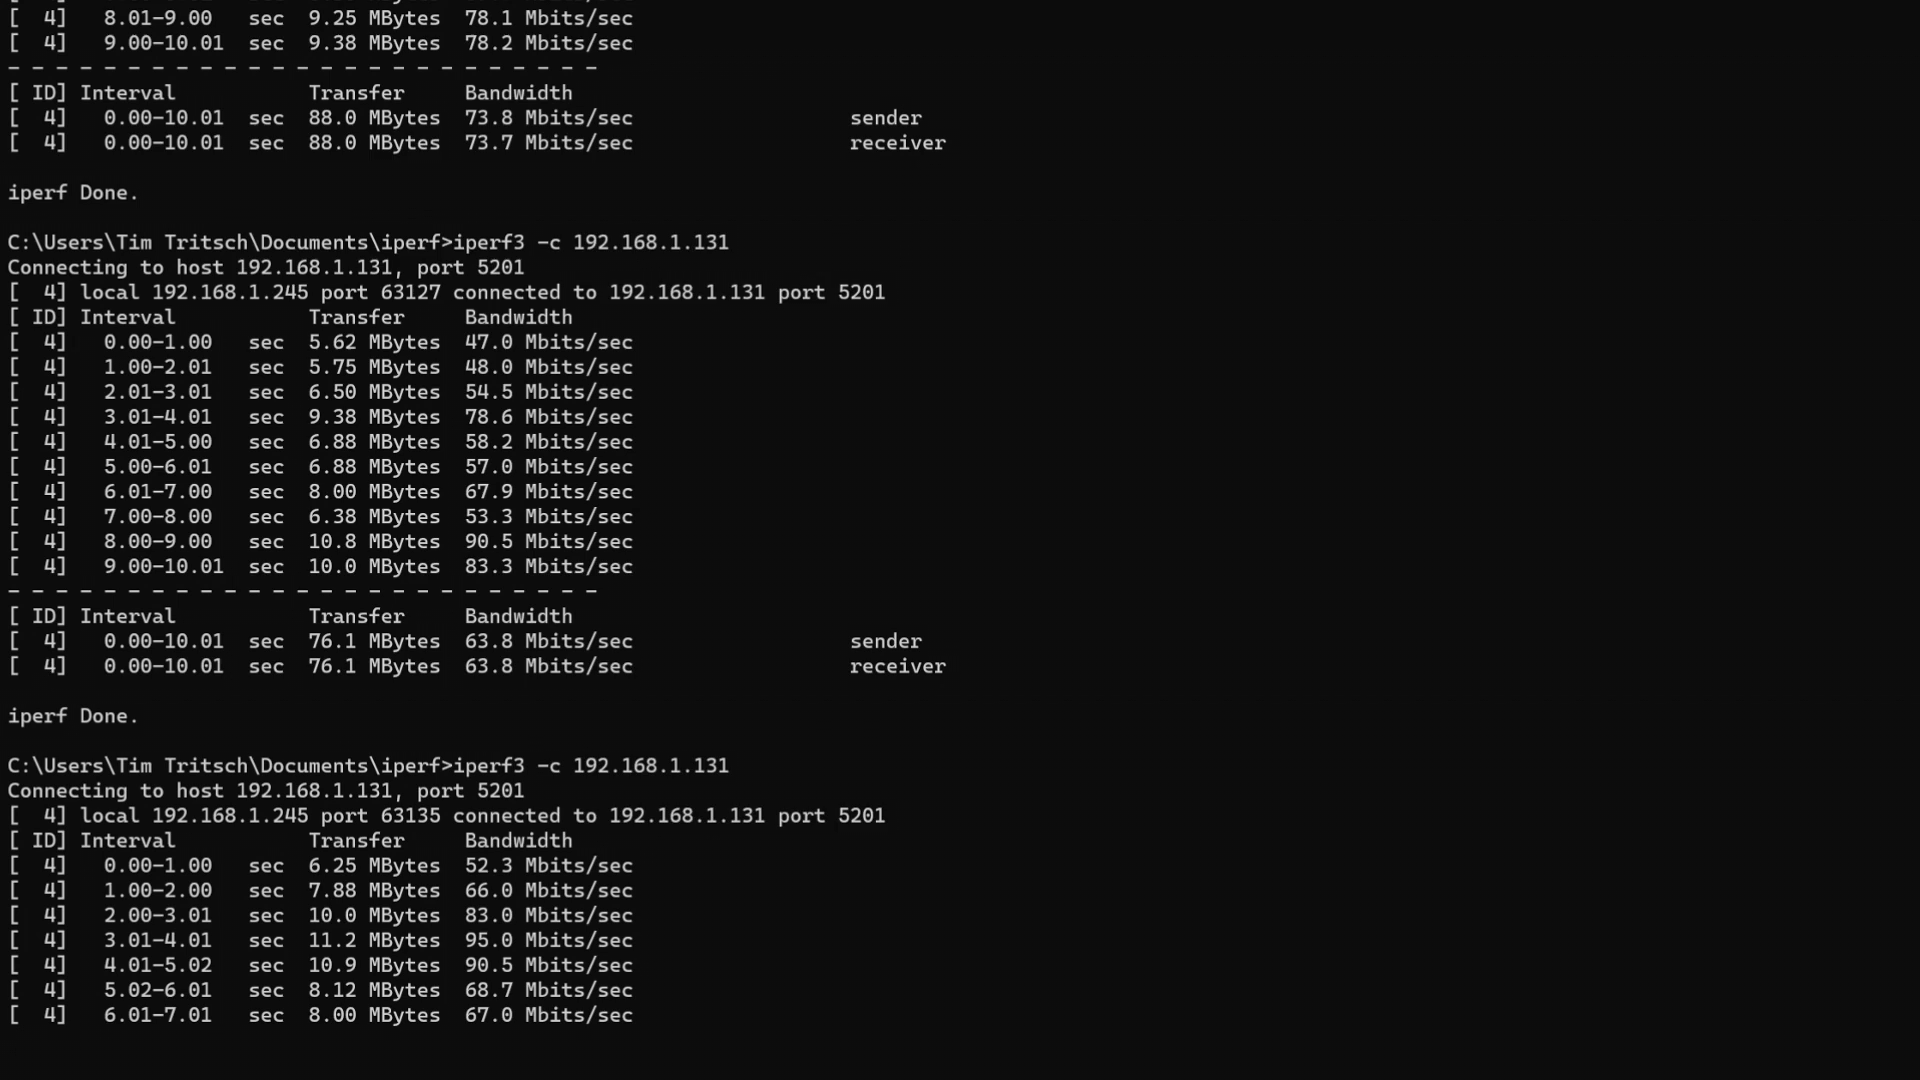 [  4]   8.01-9.00   sec  9.25 MBytes  78.1 Mbits/sec
[  4]   9.00-10.01  sec  9.38 MBytes  78.2 Mbits/sec
- - - - - - - - - - - - - - - - - - - - - - - - -
[ ID] Interval           Transfer     Bandwidth
[  4]   0.00-10.01  sec  88.0 MBytes  73.8 Mbits/sec                  sender
[  4]   0.00-10.01  sec  88.0 MBytes  73.7 Mbits/sec                  receiver
iperf Done.
C:\Users\Tim Tritsch\Documents\iperf>iperf3 -c 192.168.1.131
Connecting to host 192.168.1.131, port 5201
[  4] local 192.168.1.245 port 63127 connected to 192.168.1.131 port 5201
[ ID] Interval           Transfer     Bandwidth
[  4]   0.00-1.00   sec  5.62 MBytes  47.0 Mbits/sec
[  4]   1.00-2.01   sec  5.75 MBytes  48.0 Mbits/sec
[  4]   2.01-3.01   sec  6.50 MBytes  54.5 Mbits/sec
[  4]   3.01-4.01   sec  9.38 MBytes  78.6 Mbits/sec
[  4]   4.01-5.00   sec  6.88 MBytes  58.2 Mbits/sec
[  4]   5.00-6.01   sec  6.88 MBytes  57.0 Mbits/sec
[  4]   6.01-7.00   sec  8.00 MBytes  67.9 Mbits/sec
[  4]   7.00-8.00   sec  6.38 MBytes  53.3 Mbits/sec
[  4]   8.00-9.00   sec  10.8 MBytes  90.5 Mbits/sec
[  4]   9.00-10.01  sec  10.0 MBytes  83.3 Mbits/sec
- - - - - - - - - - - - - - - - - - - - - - - - -
[ ID] Interval           Transfer     Bandwidth
[  4]   0.00-10.01  sec  76.1 MBytes  63.8 Mbits/sec                  sender
[  4]   0.00-10.01  sec  76.1 MBytes  63.8 Mbits/sec                  receiver
iperf Done.
C:\Users\Tim Tritsch\Documents\iperf>iperf3 -c 192.168.1.131
Connecting to host 192.168.1.131, port 5201
[  4] local 192.168.1.245 port 63135 connected to 192.168.1.131 port 5201
[ ID] Interval           Transfer     Bandwidth
[  4]   0.00-1.00   sec  6.25 MBytes  52.3 Mbits/sec
[  4]   1.00-2.00   sec  7.88 MBytes  66.0 Mbits/sec
[  4]   2.00-3.01   sec  10.0 MBytes  83.0 Mbits/sec
[  4]   3.01-4.01   sec  11.2 MBytes  95.0 Mbits/sec
[  4]   4.01-5.02   sec  10.9 MBytes  90.5 Mbits/sec
[  4]   5.02-6.01   sec  8.12 MBytes  68.7 Mbits/sec
[  4]   6.01-7.01   sec  8.00 MBytes  67.0 Mbits/sec